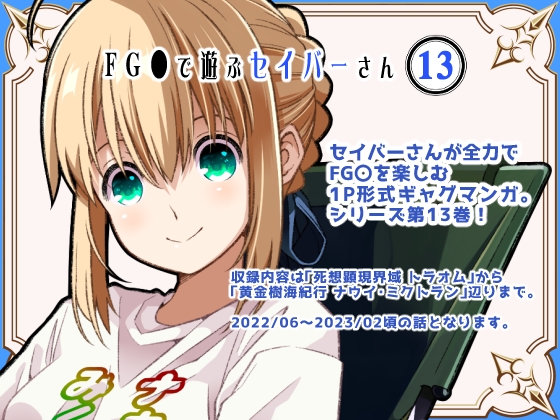 FG●で遊ぶセイバーさん 13
セイバーさんが全力で
FG〇を楽しむ
1P形式ギャグマンガ。
シリーズ第13巻！
収録内容は｢死想顕現界域 トラオム｣から
｢黄金樹海紀行 ナウイ･ミクトラン｣辺りまで。
2022/06～2023/02頃の話となります。